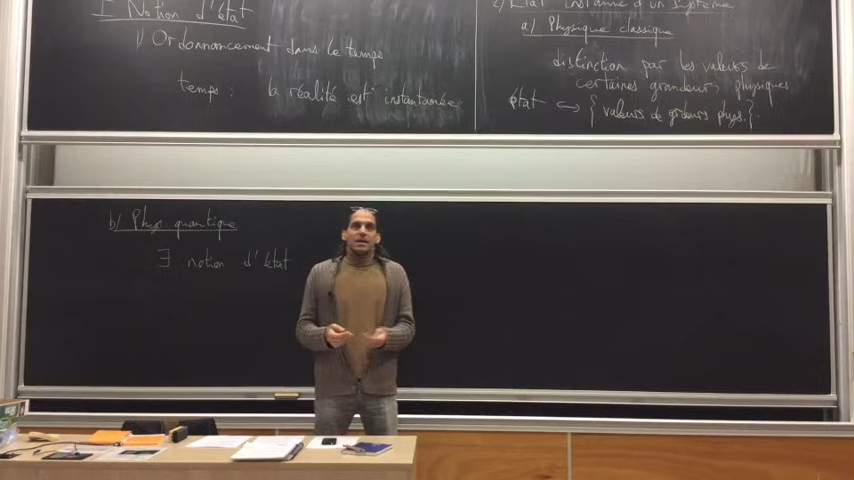 I Notion d'état
1) Ordonnancement dans le temps
temps : la réalité est instantanée
2) Etat instantané d'un système
a/ Physique classique
distinction par les valeurs de
certaines grandeurs physiques
état ↔ { valeurs de grdeurs phys. }.
b/ Phys. quantique
∃ notion d'état